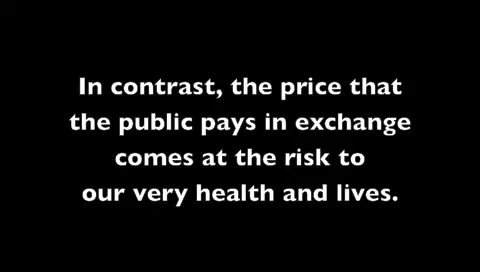 In contrast, the price that
the public pays in exchange
comes at the risk to
our very health and lives.